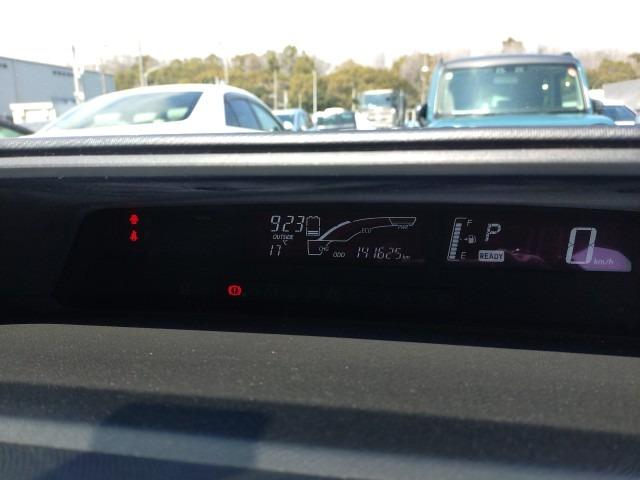 9:23
OUTSIDE
17°C
ECO
PWR
CHG
ODO 141625 km
F
E
P
READY
0 km/h